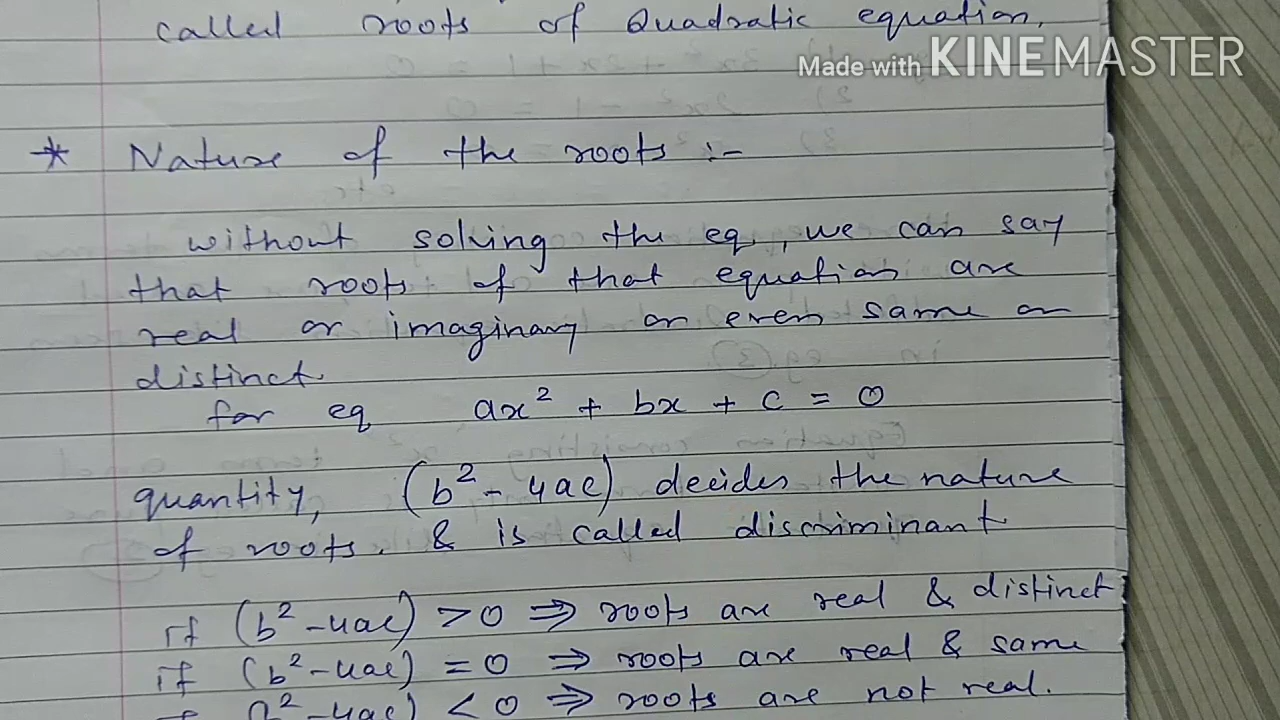 called roots of Quadratic equation.
Made with KINEMASTER
* Nature of the roots :-
without solving the eq, we can say
that roots of that equation are
real or imaginary or even same or
distinct
for eq ax² + bx + c = 0
quantity, (b² - 4ac) decides the nature
of roots. & is called discriminant
if (b² - 4ac) > 0 ⇒ roots are real & distinct
if (b² - 4ac) = 0 ⇒ roots are real & same
if (b² - 4ac) < 0 ⇒ roots are not real.